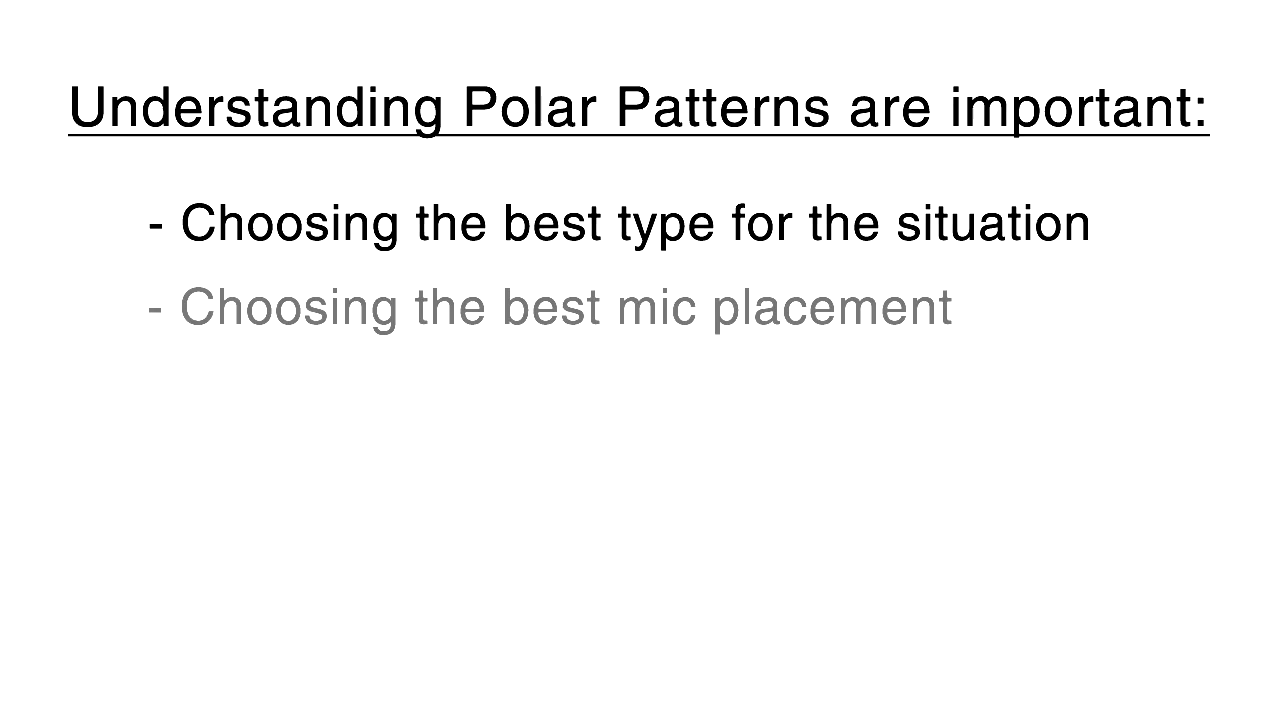 Understanding Polar Patterns are important:
- Choosing the best type for the situation
- Choosing the best mic placement